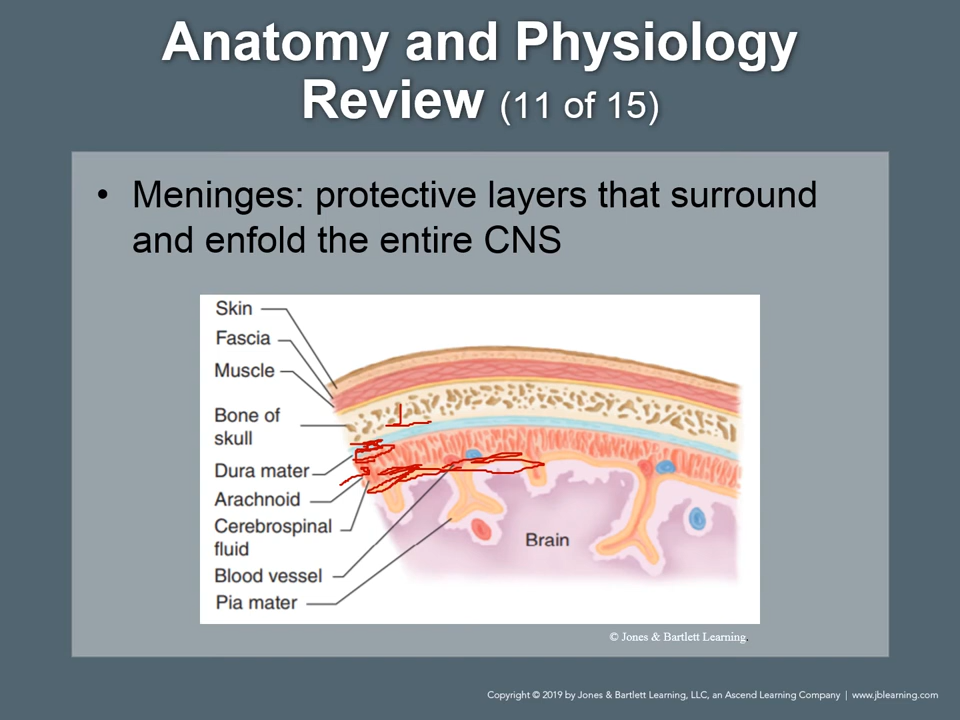 Anatomy and Physiology
Review (11 of 15)
• Meninges: protective layers that surround
and enfold the entire CNS
Skin
Fascia
Muscle
Bone of
skull
Dura mater
Arachnoid
Cerebrospinal
fluid
Blood vessel
Pia mater
Brain
© Jones & Bartlett Learning.
Copyright © 2019 by Jones & Bartlett Learning, LLC, an Ascend Learning Company | www.jblearning.com